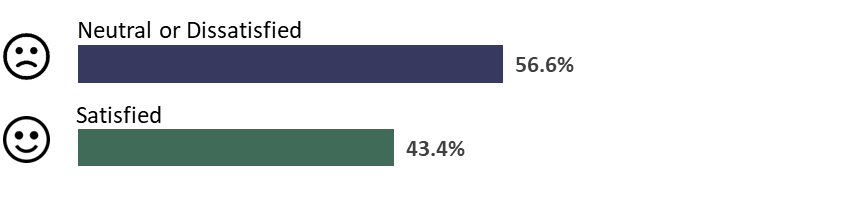 Neutral or Dissatisfied
56.6%
Satisfied
43.4%